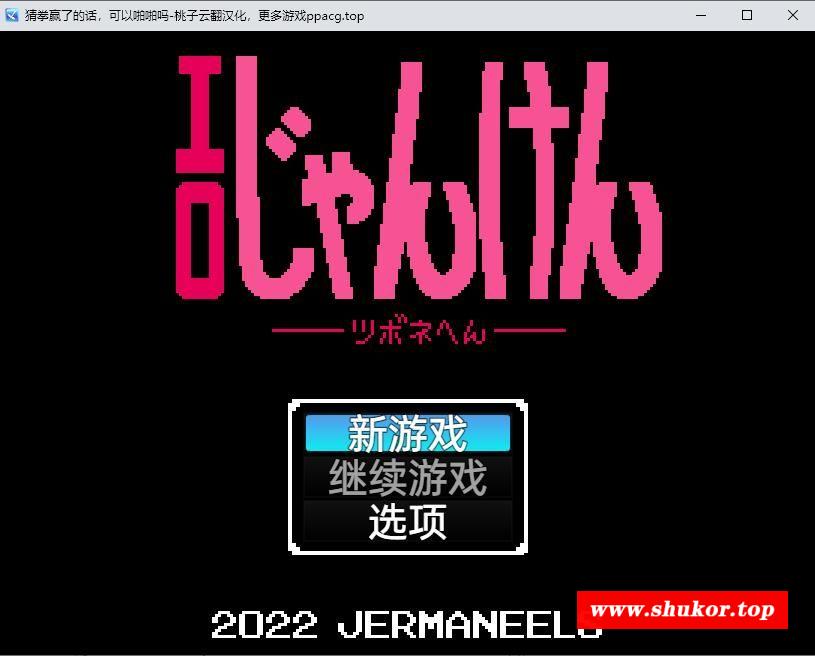 猜拳赢了的话，可以啪啪吗-桃子云翻汉化，更多游戏ppacg.top
エロじゃんけん
ツボネへん
新游戏
继续游戏
选项
www.shukor.top
2022 JERMANEELS